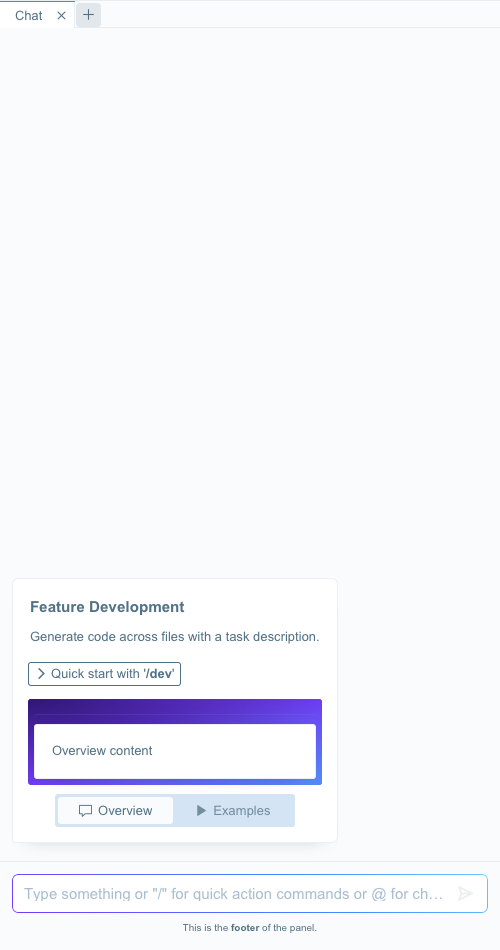 Chat
Feature Development
Generate code across files with a task description.
Quick start with '/dev'
Overview content
Overview
Examples
Type something or "/" for quick action commands or @ for ch…
This is the footer of the panel.